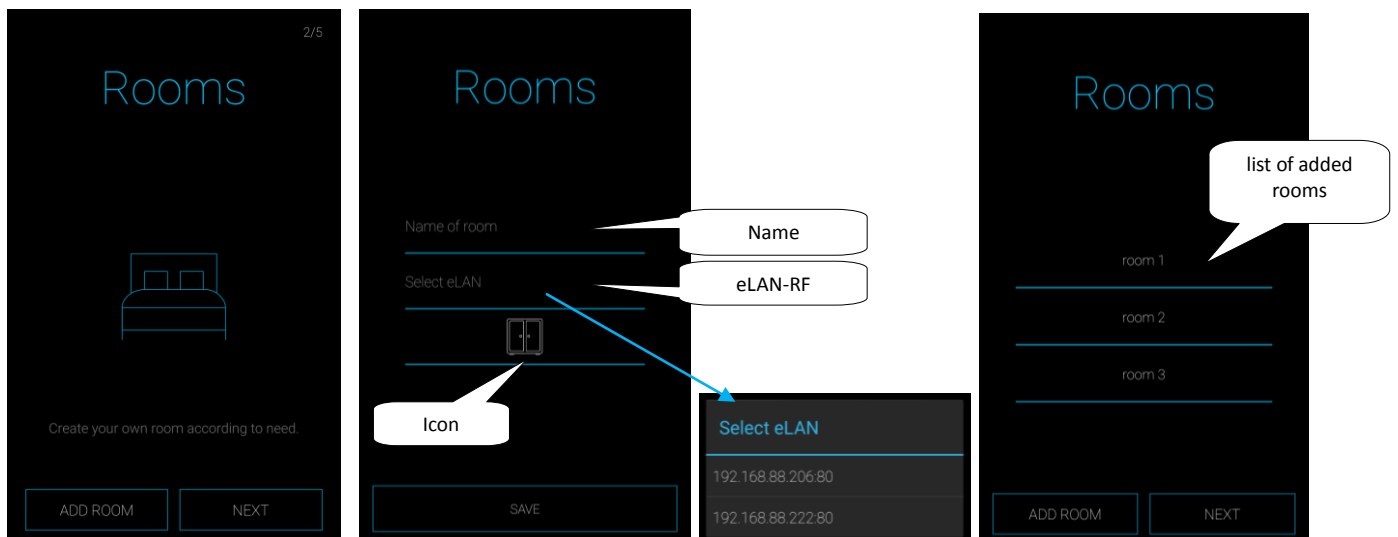 2/5
Rooms
Create your own room according to need.
ADD ROOM
NEXT
Rooms
Name of room
Name
Select eLAN
eLAN-RF
Icon
SAVE
Select eLAN
192.168.88.206:80
192.168.88.222:80
Rooms
list of added
rooms
room 1
room 2
room 3
ADD ROOM
NEXT